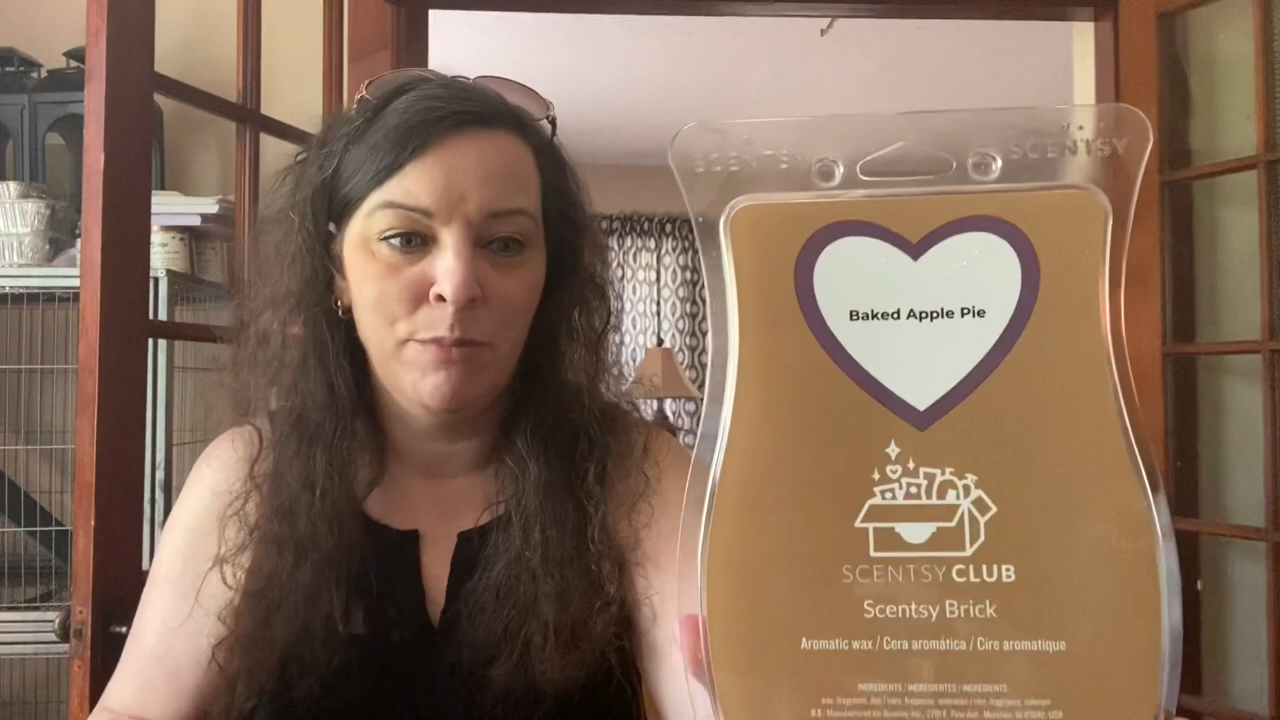 SCENTSY SCENTSY
Baked Apple Pie
SCENTSY CLUB
Scentsy Brick
Aromatic wax / Cera aromática / Cire aromatique
INGREDIENTS / INGREDIENTES / INGRÉDIENTS